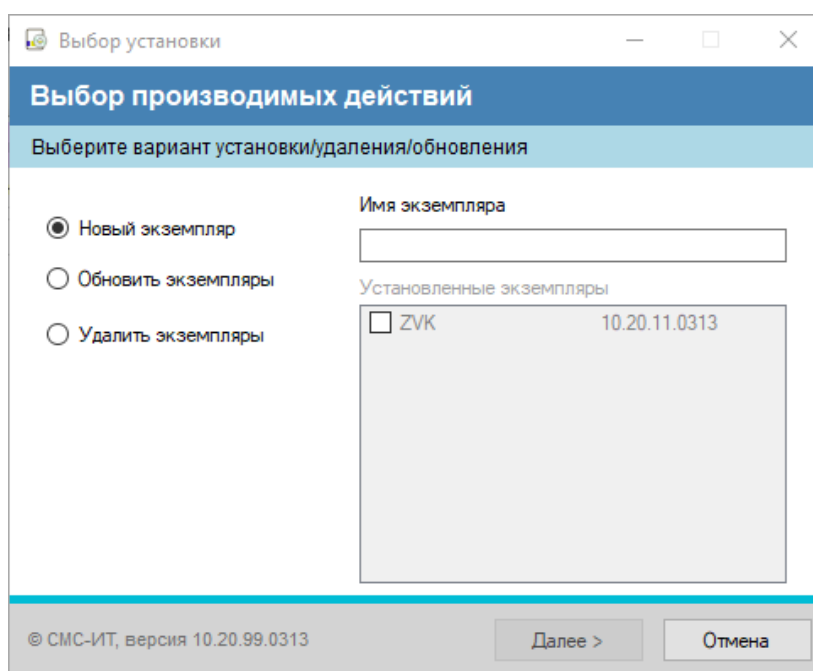 Выбор установки
Выбор производимых действий
Выберите вариант установки/удаления/обновления
Новый экземпляр
Обновить экземпляры
Удалить экземпляры
Имя экземпляра
Установленные экземпляры
ZVK 10.20.11.0313
© СМС-ИТ, версия 10.20.99.0313
Далее >
Отмена